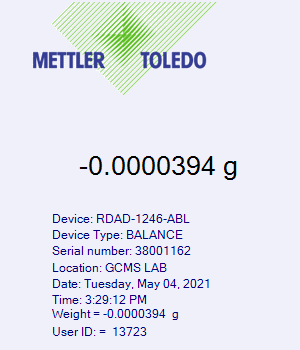 METTLER TOLEDO
-0.0000394 g
Device: RDAD-1246-ABL
Device Type: BALANCE
Serial number: 38001162
Location: GCMS LAB
Date: Tuesday, May 04, 2021
Time: 3:29:12 PM
Weight = -0.0000394 g
User ID: = 13723